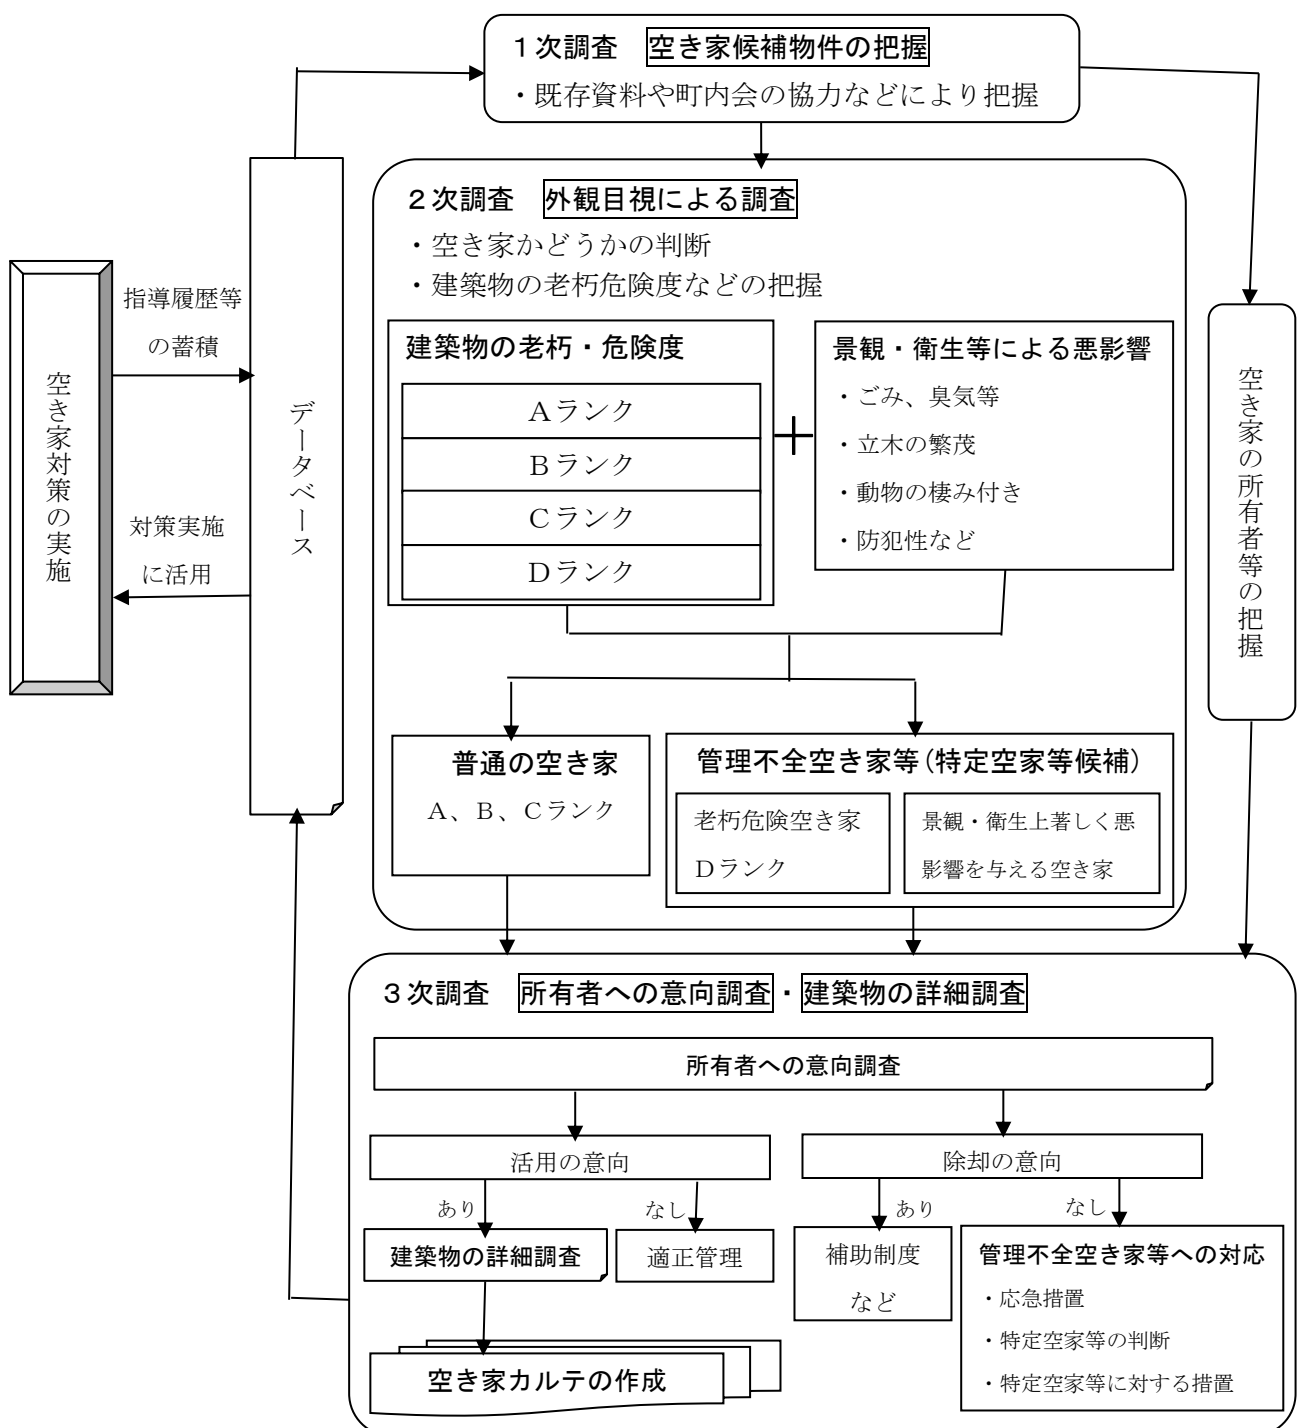 １次調査　空き家候補物件の把握
・既存資料や町内会の協力などにより把握
２次調査　外観目視による調査
・空き家かどうかの判断
・建築物の老朽危険度などの把握
建築物の老朽・危険度
Ａランク
Ｂランク
Ｃランク
Ｄランク
景観・衛生等による悪影響
・ごみ、臭気等
・立木の繁茂
・動物の棲み付き
・防犯性など
空き家対策の実施
指導履歴等
の蓄積
対策実施
に活用
データベース
空き家の所有者等の把握
普通の空き家
Ａ、Ｂ、Ｃランク
管理不全空き家等(特定空家等候補)
老朽危険空き家
Ｄランク
景観・衛生上著しく悪
影響を与える空き家
３次調査　所有者への意向調査・建築物の詳細調査
所有者への意向調査
活用の意向
除却の意向
あり
なし
あり
なし
建築物の詳細調査
適正管理
補助制度
など
管理不全空き家等への対応
・応急措置
・特定空家等の判断
・特定空家等に対する措置
空き家カルテの作成